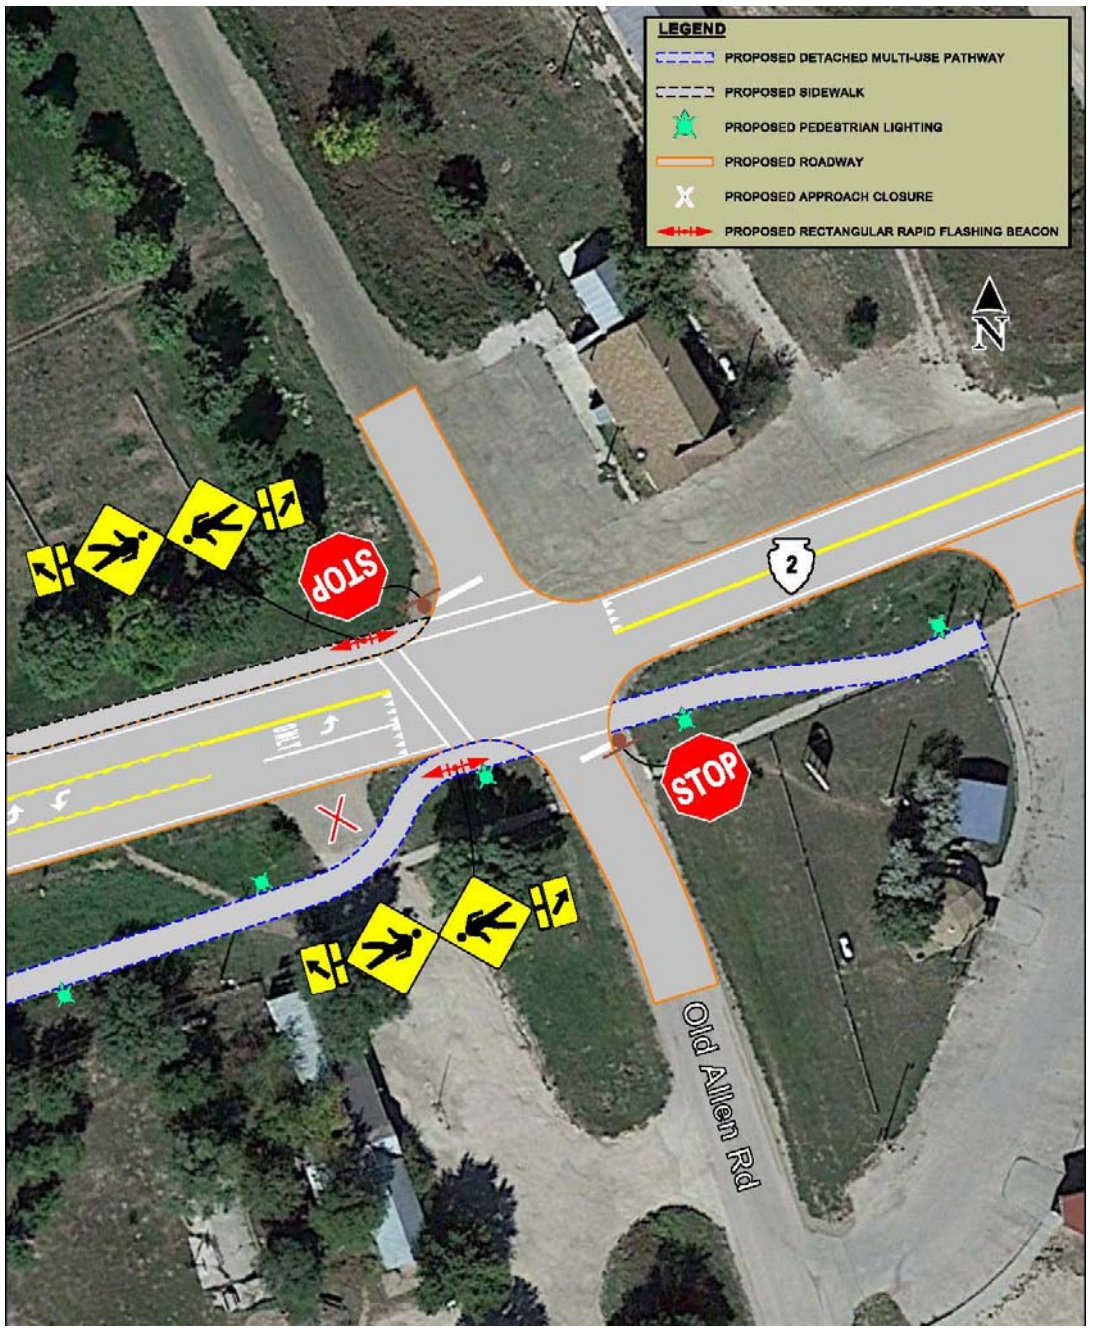 LEGEND
PROPOSED DETACHED MULTI-USE PATHWAY
PROPOSED SIDEWALK
PROPOSED PEDESTRIAN LIGHTING
PROPOSED ROADWAY
PROPOSED APPROACH CLOSURE
PROPOSED RECTANGULAR RAPID FLASHING BEACON
N
STOP
2
ONLY
STOP
Old Allen Rd